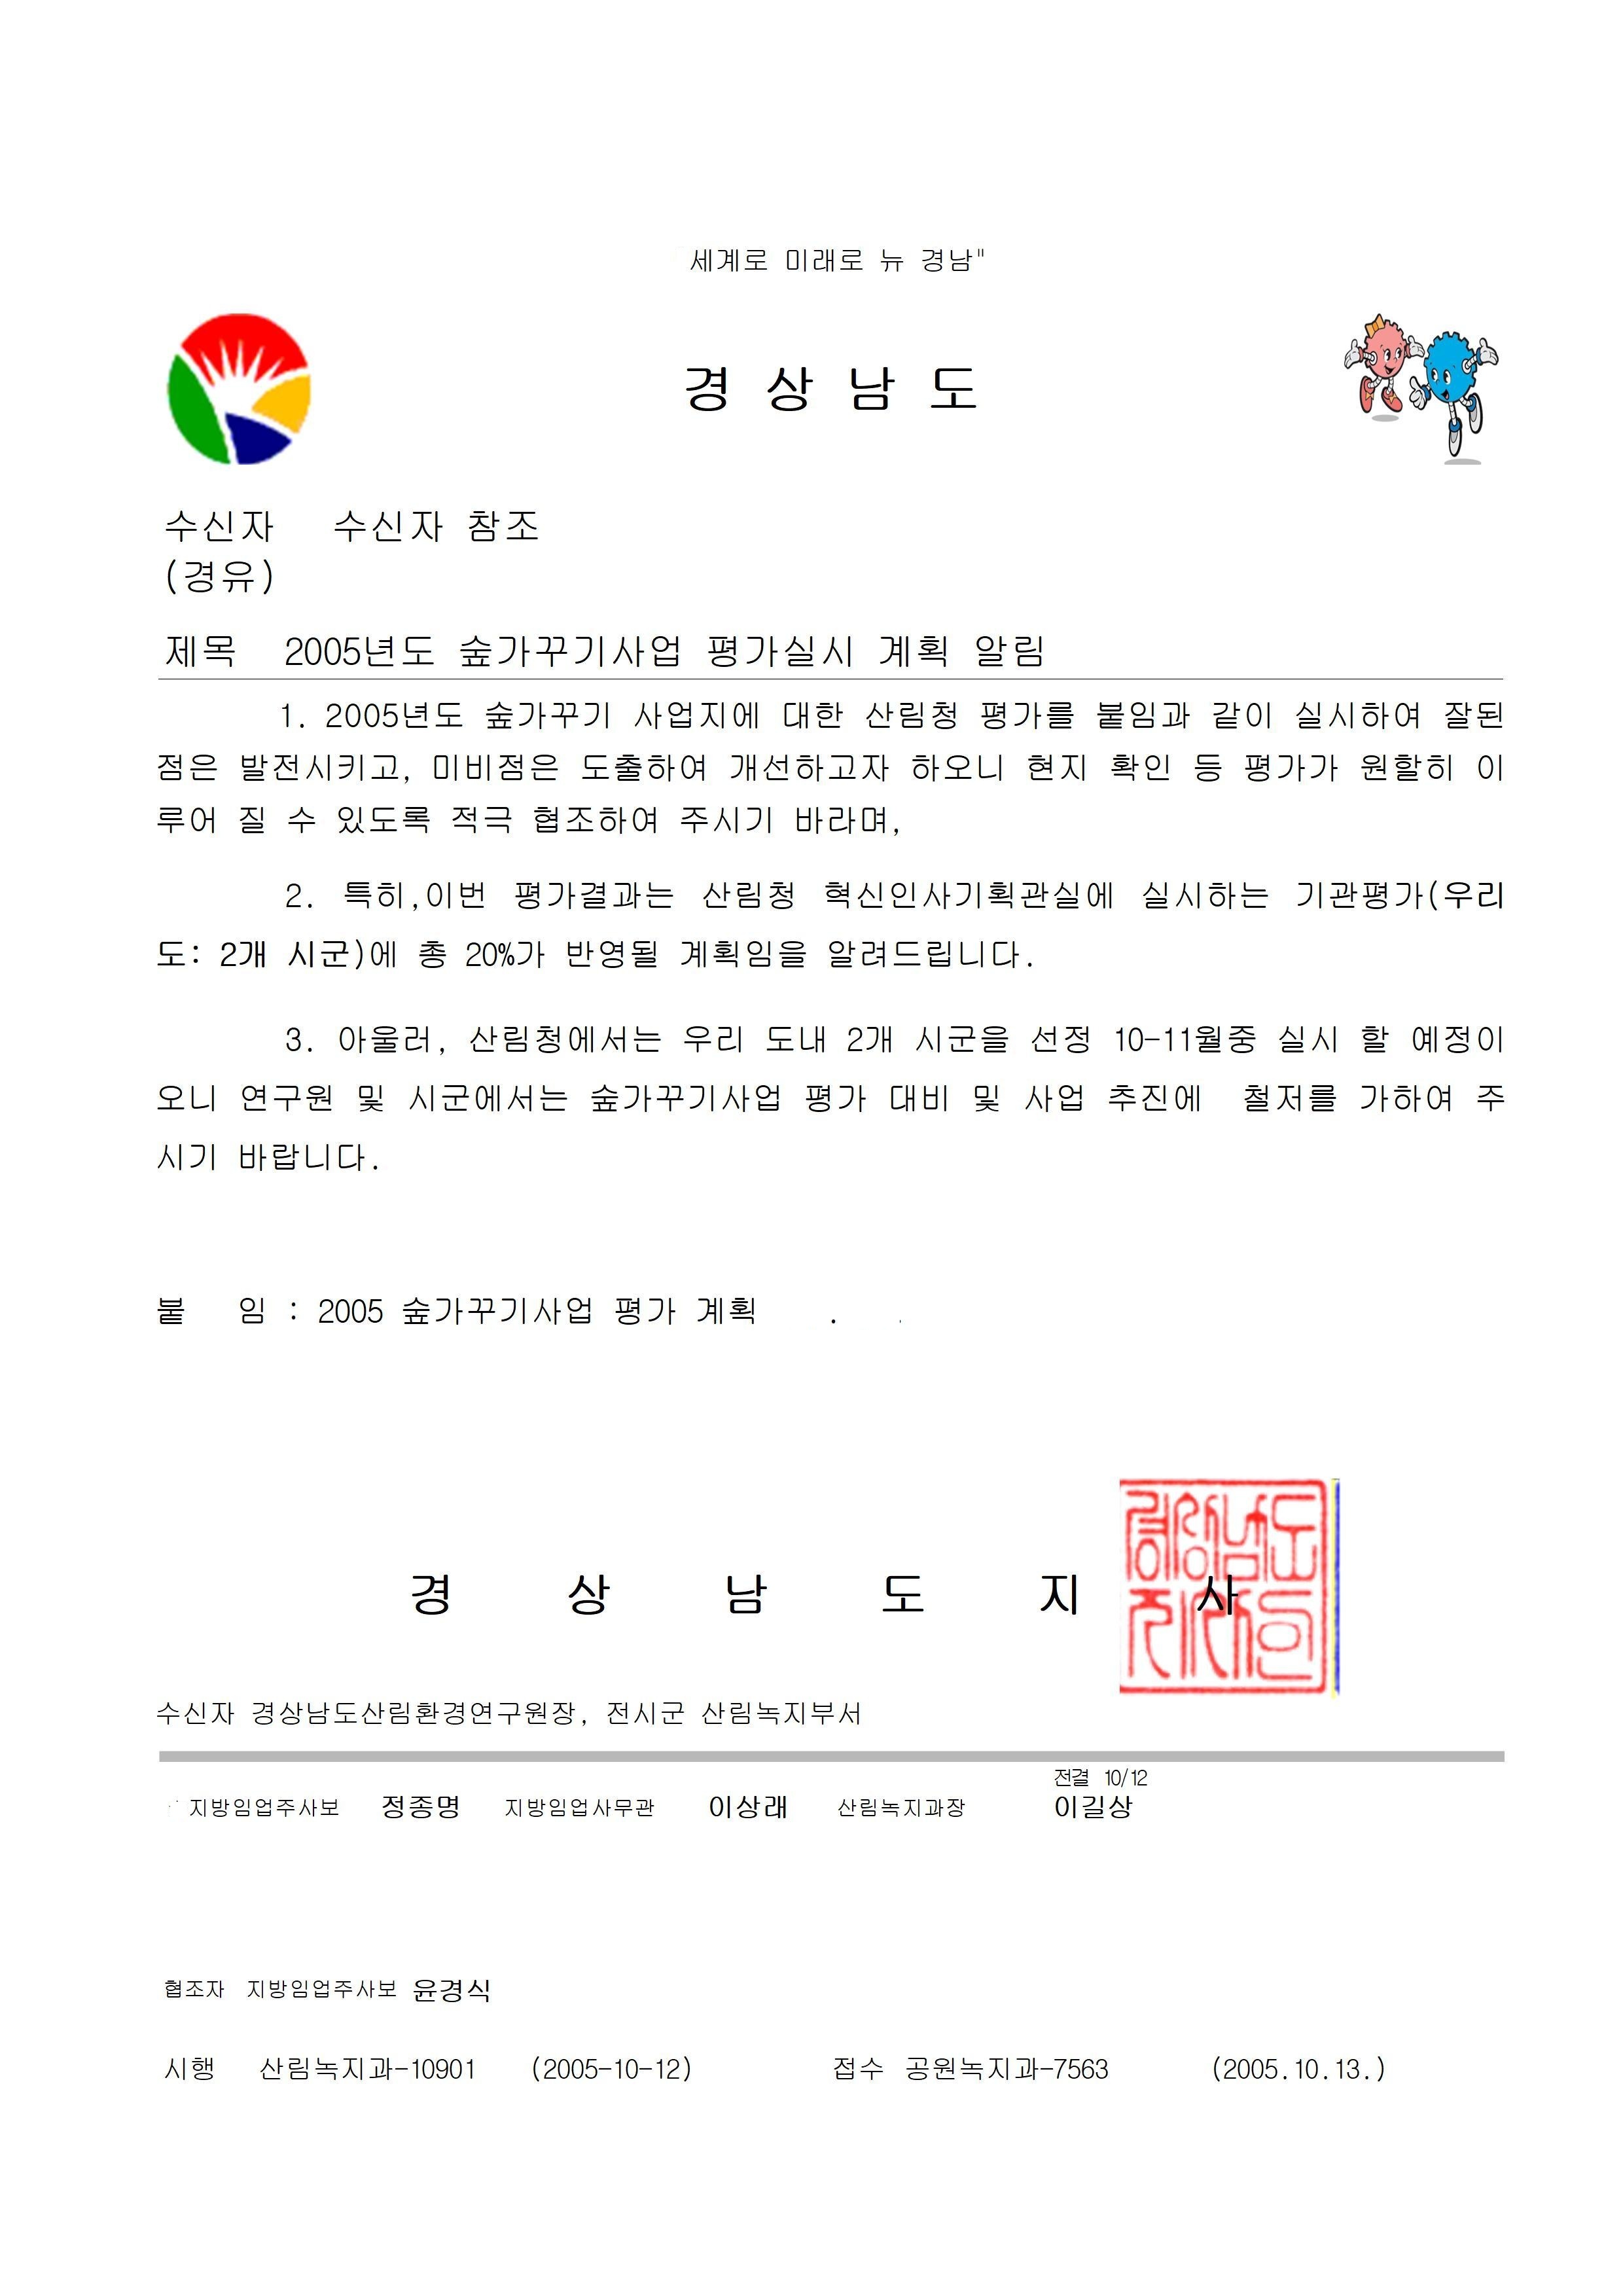 세계로 미래로 뉴 경남"
경 상 남 도
수신자 수신자 참조
(경유)
제목 2005년도 숲가꾸기사업 평가실시 계획 알림
1. 2005년도 숲가꾸기 사업지에 대한 산림청 평가를 붙임과 같이 실시하여 잘된
점은 발전시키고, 미비점은 도출하여 개선하고자 하오니 현지 확인 등 평가가 원할히 이
루어 질 수 있도록 적극 협조하여 주시기 바라며,
2. 특히,이번 평가결과는 산림청 혁신인사기획관실에 실시하는 기관평가(우리
도: 2개 시군)에 총 20%가 반영될 계획임을 알려드립니다.
3. 아울러, 산림청에서는 우리 도내 2개 시군을 선정 10-11월중 실시 할 예정이
오니 연구원 및 시군에서는 숲가꾸기사업 평가 대비 및 사업 추진에 철저를 가하여 주
시기 바랍니다.
붙 임 : 2005 숲가꾸기사업 평가 계획 .
경 상 남 도 지 사
수신자 경상남도산림환경연구원장, 전시군 산림녹지부서
전결 10/12
지방임업주사보 정종명 지방임업사무관 이상래 산림녹지과장 이길상
협조자 지방임업주사보 윤경식
시행 산림녹지과-10901 (2005-10-12) 접수 공원녹지과-7563 (2005.10.13.)